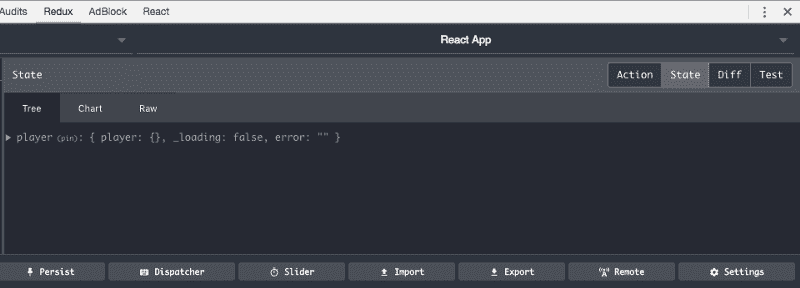 Audits Redux AdBlock React
React App
State Action State Diff Test
Tree Chart Raw
player (pin): { player: {}, _loading: false, error: "" }
Persist Dispatcher Slider Import Export Remote Settings